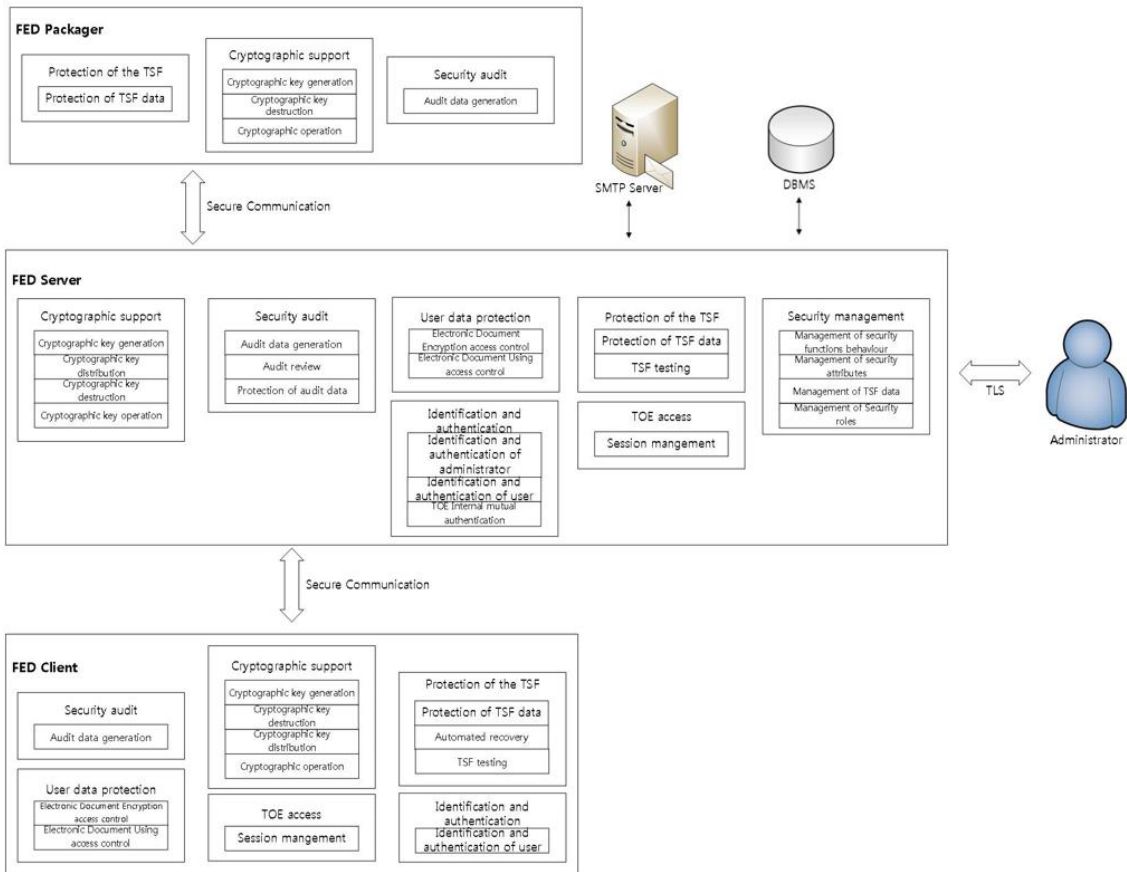 FED Packager
Protection of the TSF
Protection of TSF data
Cryptographic support
Cryptographic key generation
Cryptographic key
destruction
Cryptographic operation
Security audit
Audit data generation
SMTP Server
DBMS
Secure Communication
FED Server
Cryptographic support
Cryptographic key generation
Cryptographic key
distribution
Cryptographic key
destruction
Cryptographic key operation
Security audit
Audit data generation
Audit review
Protection of audit data
User data protection
Electronic Document
Encryption access control
Electronic Document Using
access control
Identification and
authentication
Identification and
authentication of
administrator
Identification and
authentication of user
TOE Internal mutual
authentication
Protection of the TSF
Protection of TSF data
TSF testing
TOE access
Session mangement
Security management
Management of security
functions behaviour
Management of security
attributes
Management of TSF data
Management of Security
roles
TLS
Administrator
Secure Communication
FED Client
Security audit
Audit data generation
User data protection
Electronic Document Encryption
access control
Electronic Document Using
access control
Cryptographic support
Cryptographic key generation
Cryptographic key
destruction
Cryptographic key
distribution
Cryptographic operation
TOE access
Session mangement
Protection of the TSF
Protection of TSF data
Automated recovery
TSF testing
Identification and
authentication
Identification and
authentication of user